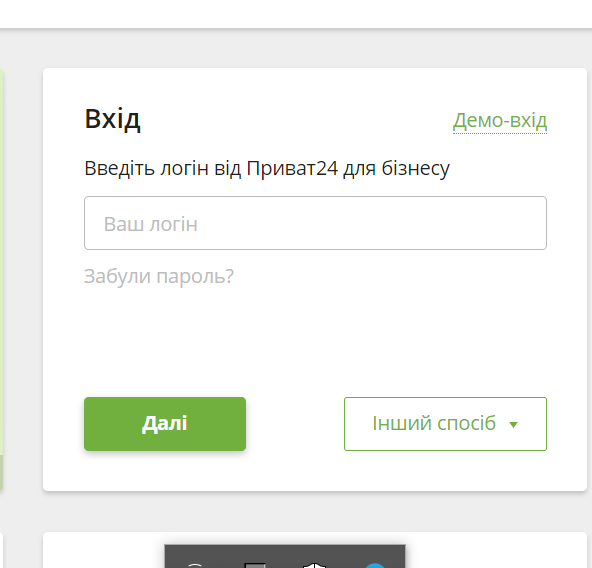 Вхід
Демо-вхід
Введіть логін від Приват24 для бізнесу
Ваш логін
Забули пароль?
Далі
Інший спосіб